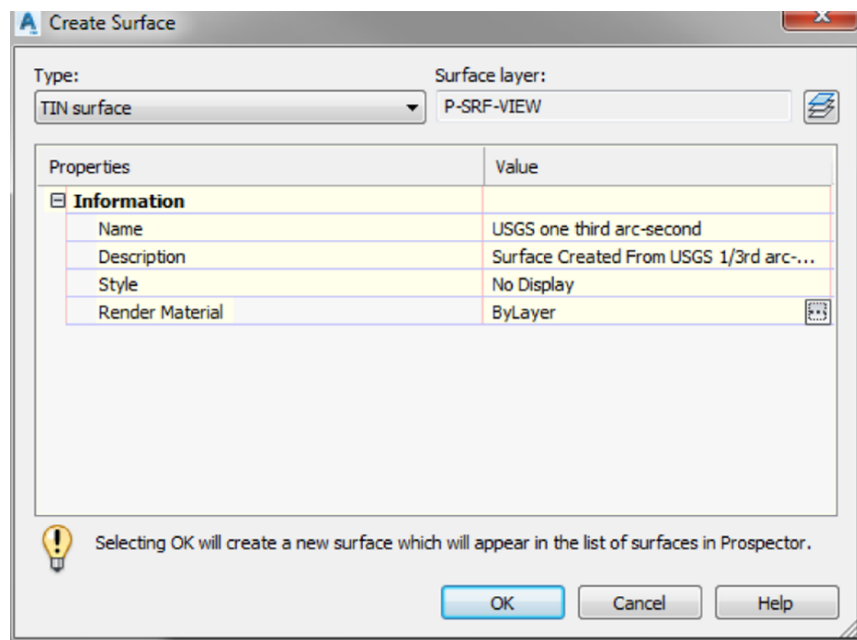 Create Surface
Type:
Surface layer:
TIN surface
P-SRF-VIEW
Properties
Value
Information
Name
USGS one third arc-second
Description
Surface Created From USGS 1/3rd arc-...
Style
No Display
Render Material
ByLayer
Selecting OK will create a new surface which will appear in the list of surfaces in Prospector.
OK
Cancel
Help